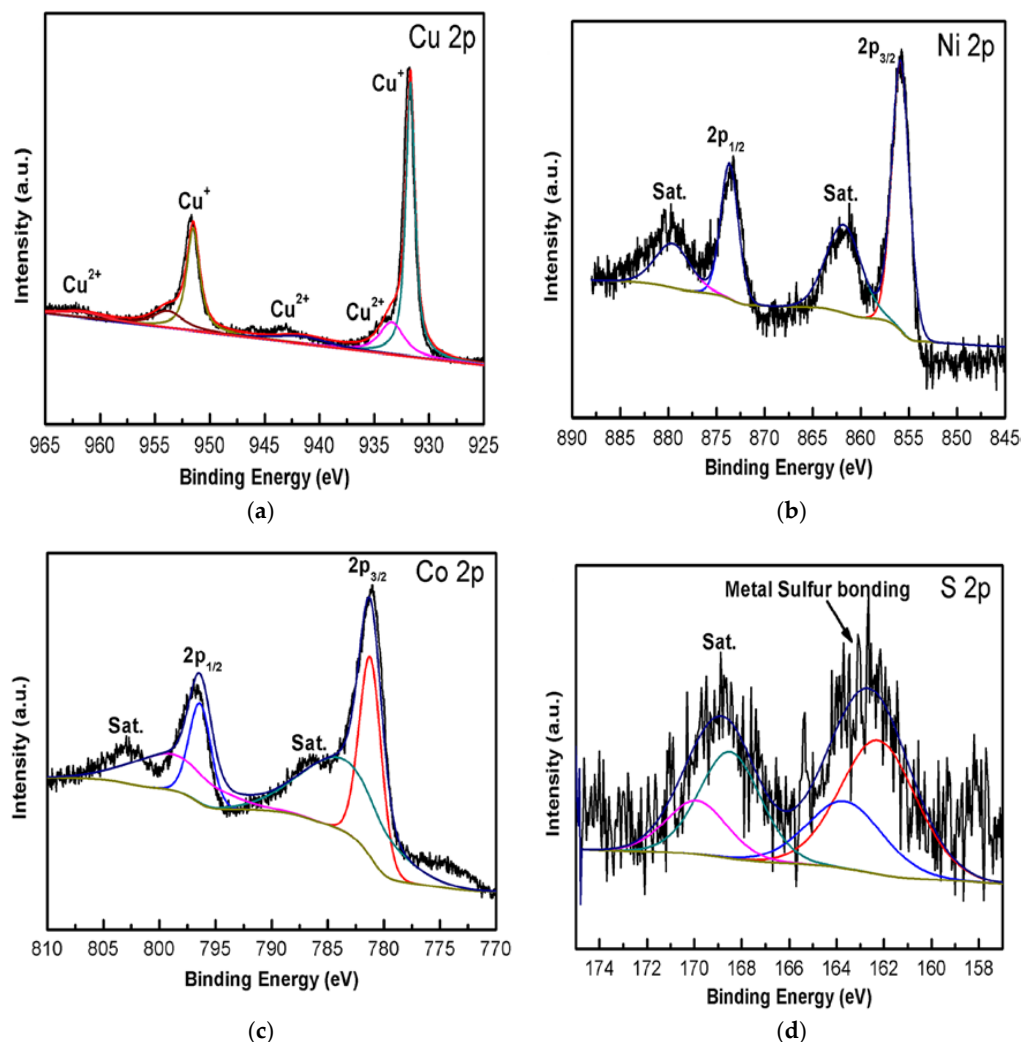 Cu 2p
Cu⁺
Cu⁺
Cu²⁺
Cu²⁺
Cu²⁺
Intensity (a.u.)
965 960 955 950 945 940 935 930 925
Binding Energy (eV)
(a)
Ni 2p
2p₃/₂
2p₁/₂
Sat.
Sat.
Intensity (a.u.)
890 885 880 875 870 865 860 855 850 845
Binding Energy (eV)
(b)
Co 2p
2p₃/₂
2p₁/₂
Sat.
Sat.
Intensity (a.u.)
810 805 800 795 790 785 780 775 770
Binding Energy (eV)
(c)
S 2p
Metal Sulfur bonding
Sat.
Intensity (a.u.)
174 172 170 168 166 164 162 160 158
Binding Energy (eV)
(d)